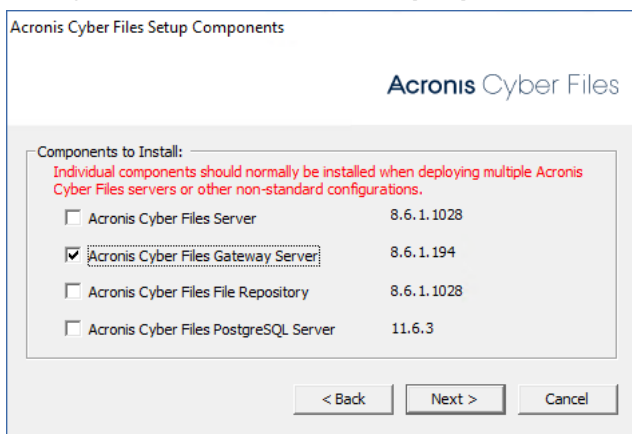 Acronis Cyber Files Setup Components
Acronis Cyber Files
Components to Install:
Individual components should normally be installed when deploying multiple Acronis
Cyber Files servers or other non-standard configurations.
Acronis Cyber Files Server 8.6.1.1028
Acronis Cyber Files Gateway Server 8.6.1.194
Acronis Cyber Files File Repository 8.6.1.1028
Acronis Cyber Files PostgreSQL Server 11.6.3
< Back Next > Cancel